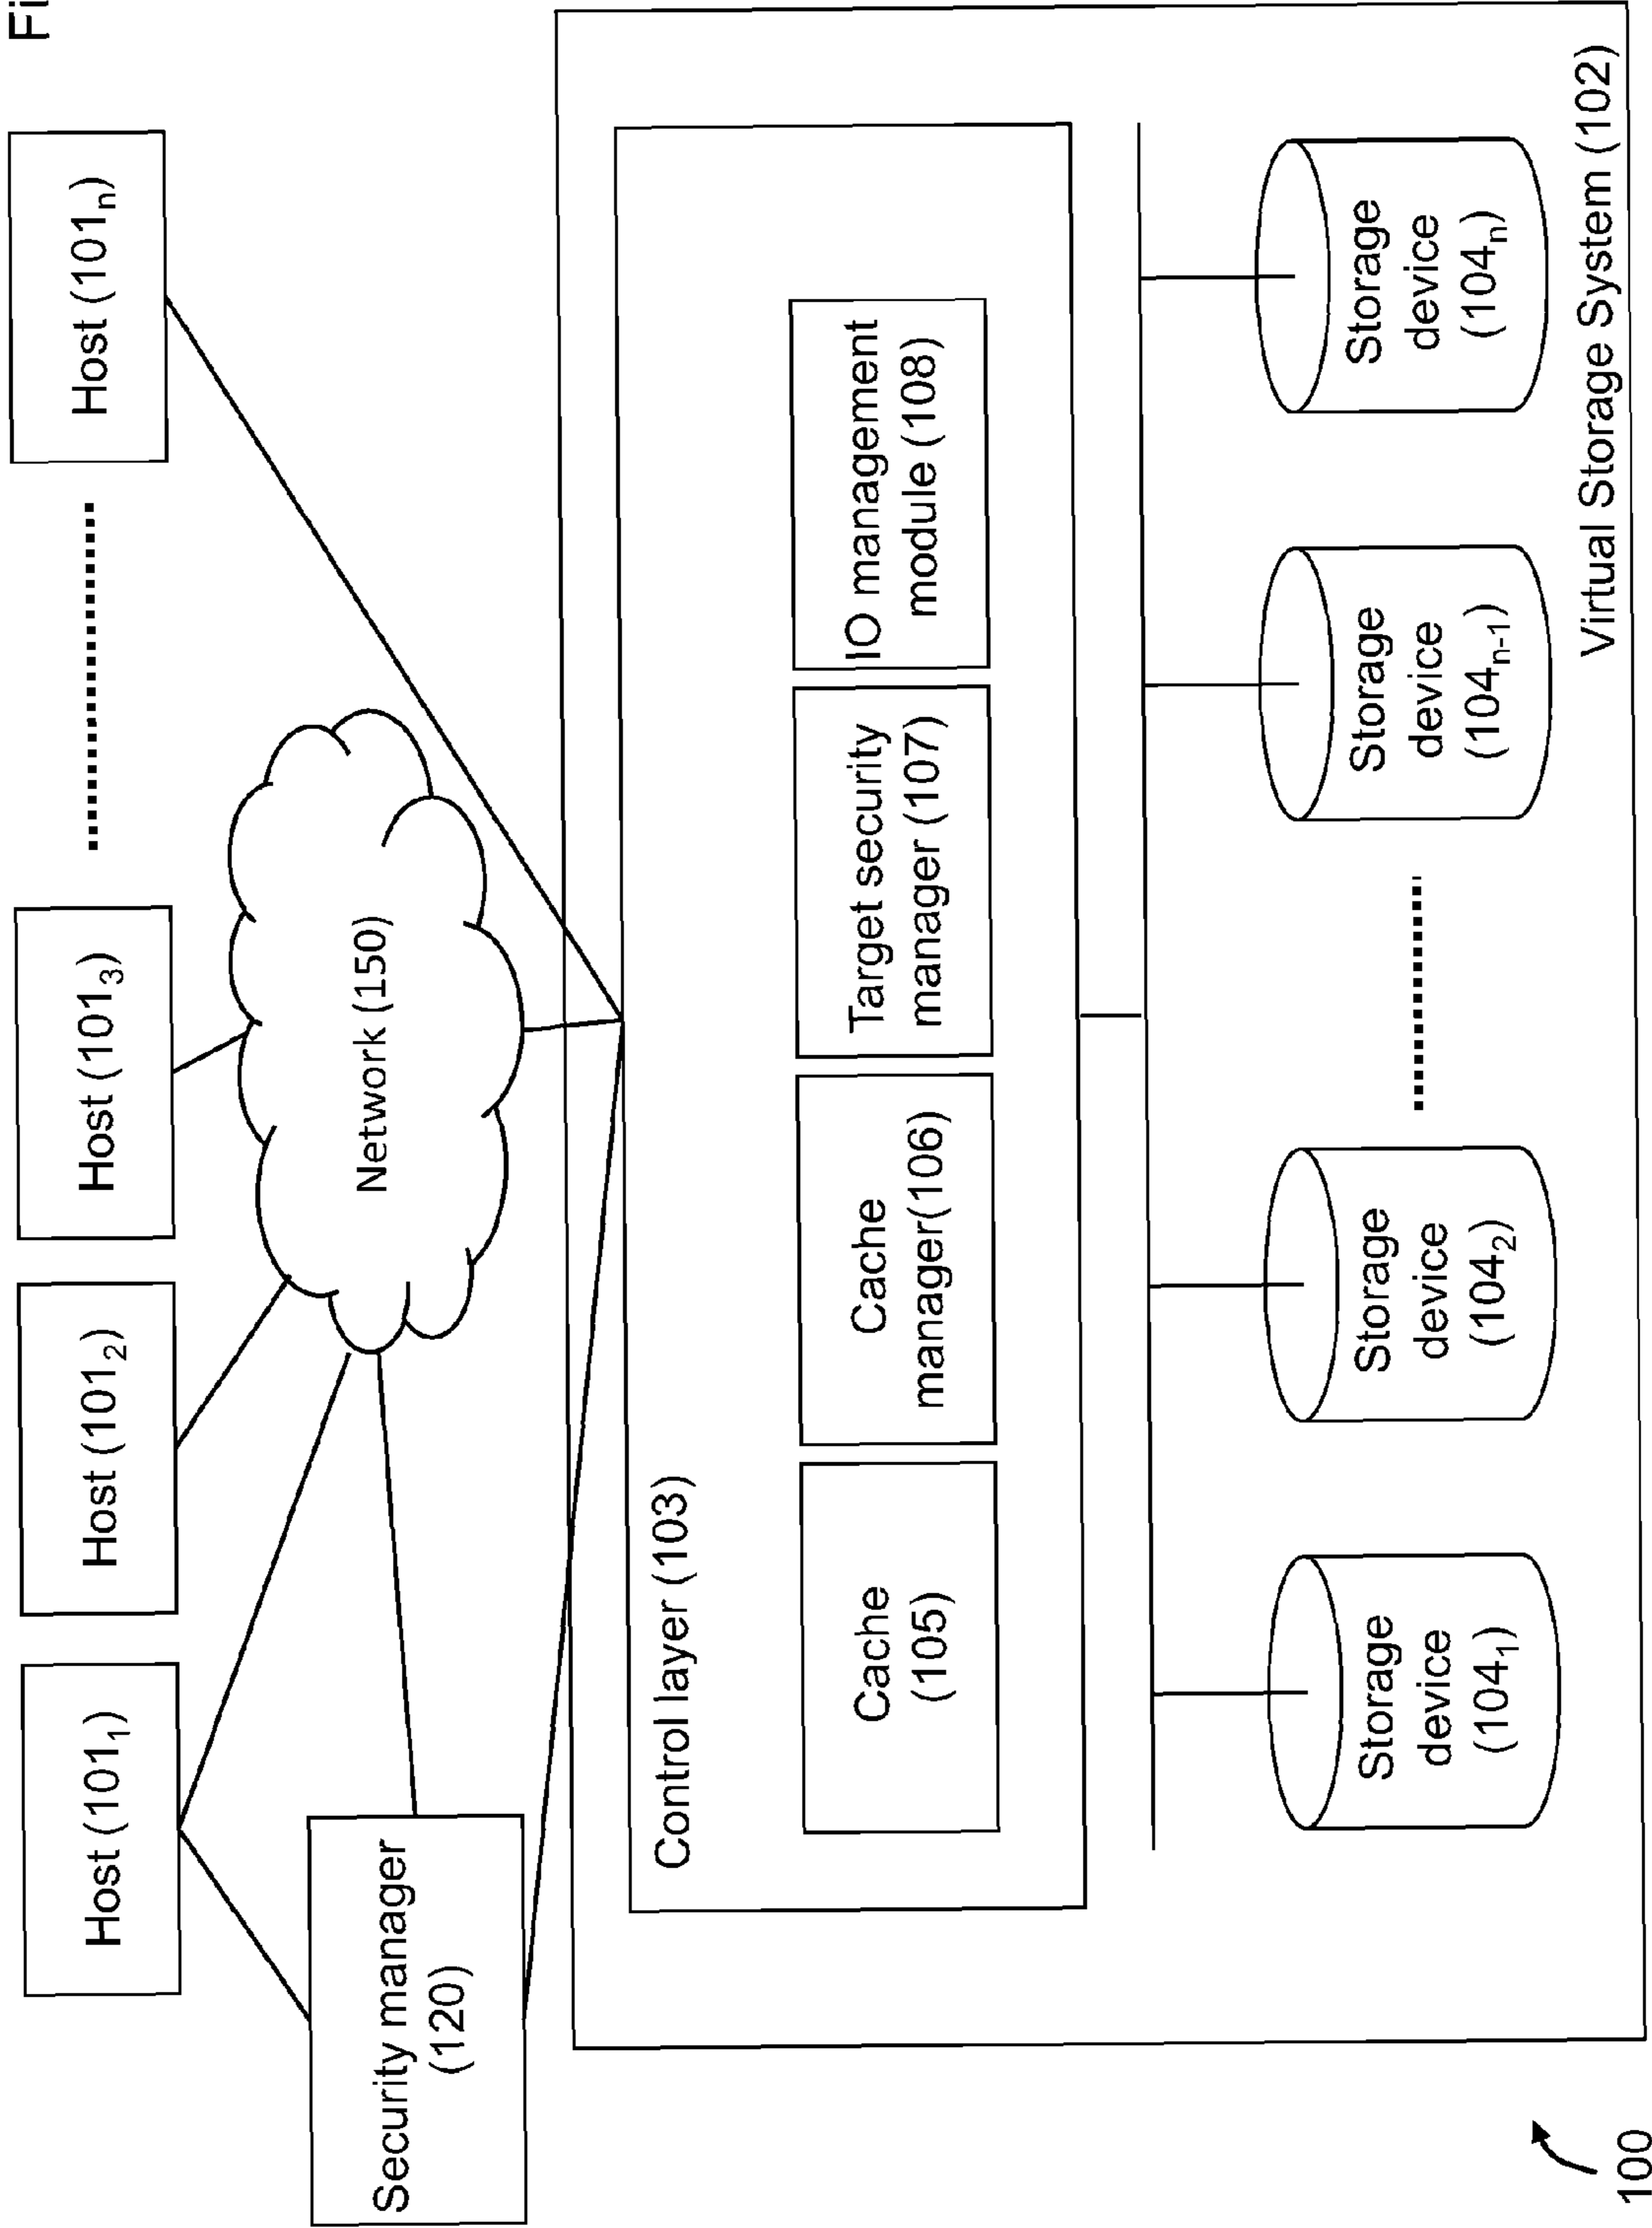 Fi
Host (101₁)
Host (101₂)
Host (101₃)
Host (101ₙ)
Security manager
(120)
Network (150)
Control layer (103)
Cache
(105)
Cache
manager(106)
Target security
manager (107)
IO management
module (108)
Storage
device
(104₁)
Storage
device
(104₂)
Storage
device
(104ₙ₋₁)
Storage
device
(104ₙ)
Virtual Storage System (102)
100